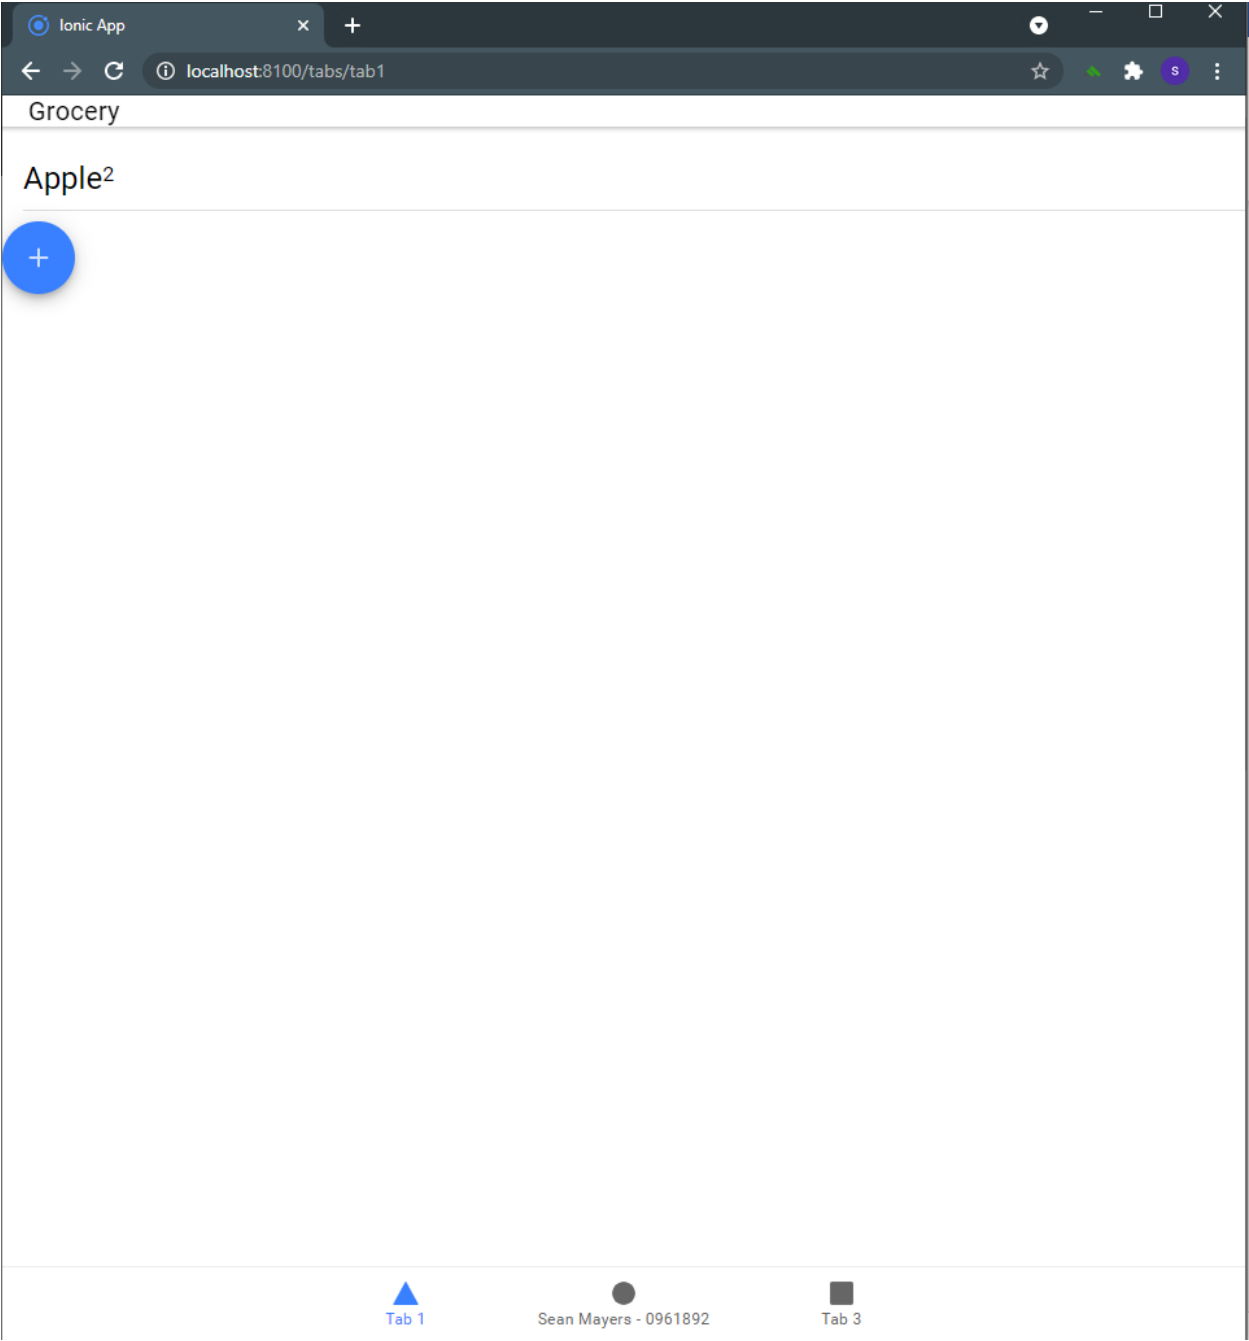 Ionic App
localhost:8100/tabs/tab1
s
Grocery
Apple²
Tab 1
Sean Mayers - 0961892
Tab 3